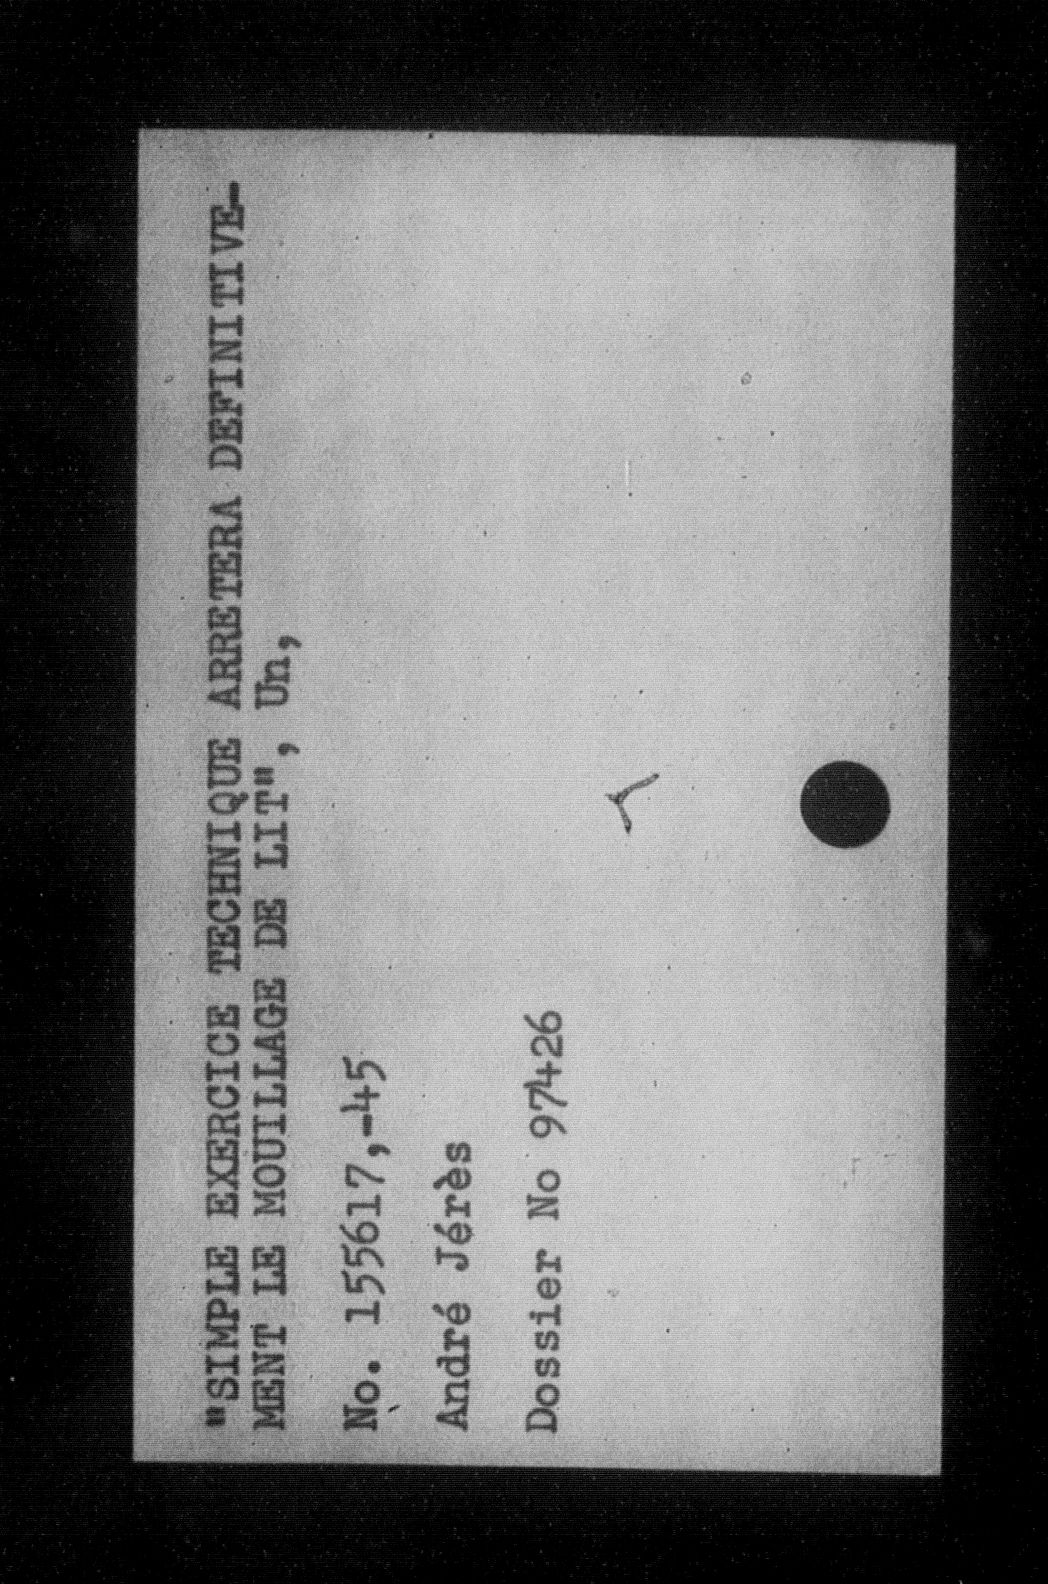 "SIMPLE EXERCICE TECHNIQUE ARRETERA DEFINITIVE-
MENT LE MOUILLAGE DE LIT", Un,
No. 155617,-45
André Jérès
Dossier No 97426